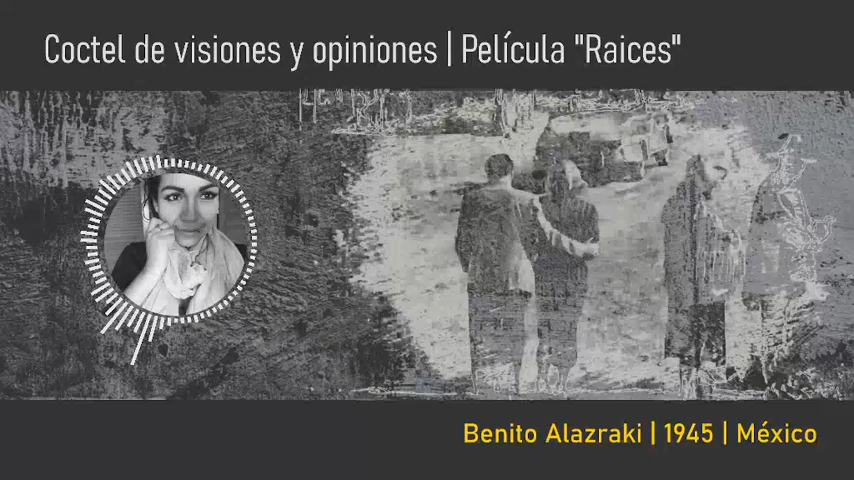 Coctel de visiones y opiniones | Película "Raices"
Benito Alazraki | 1945 | México